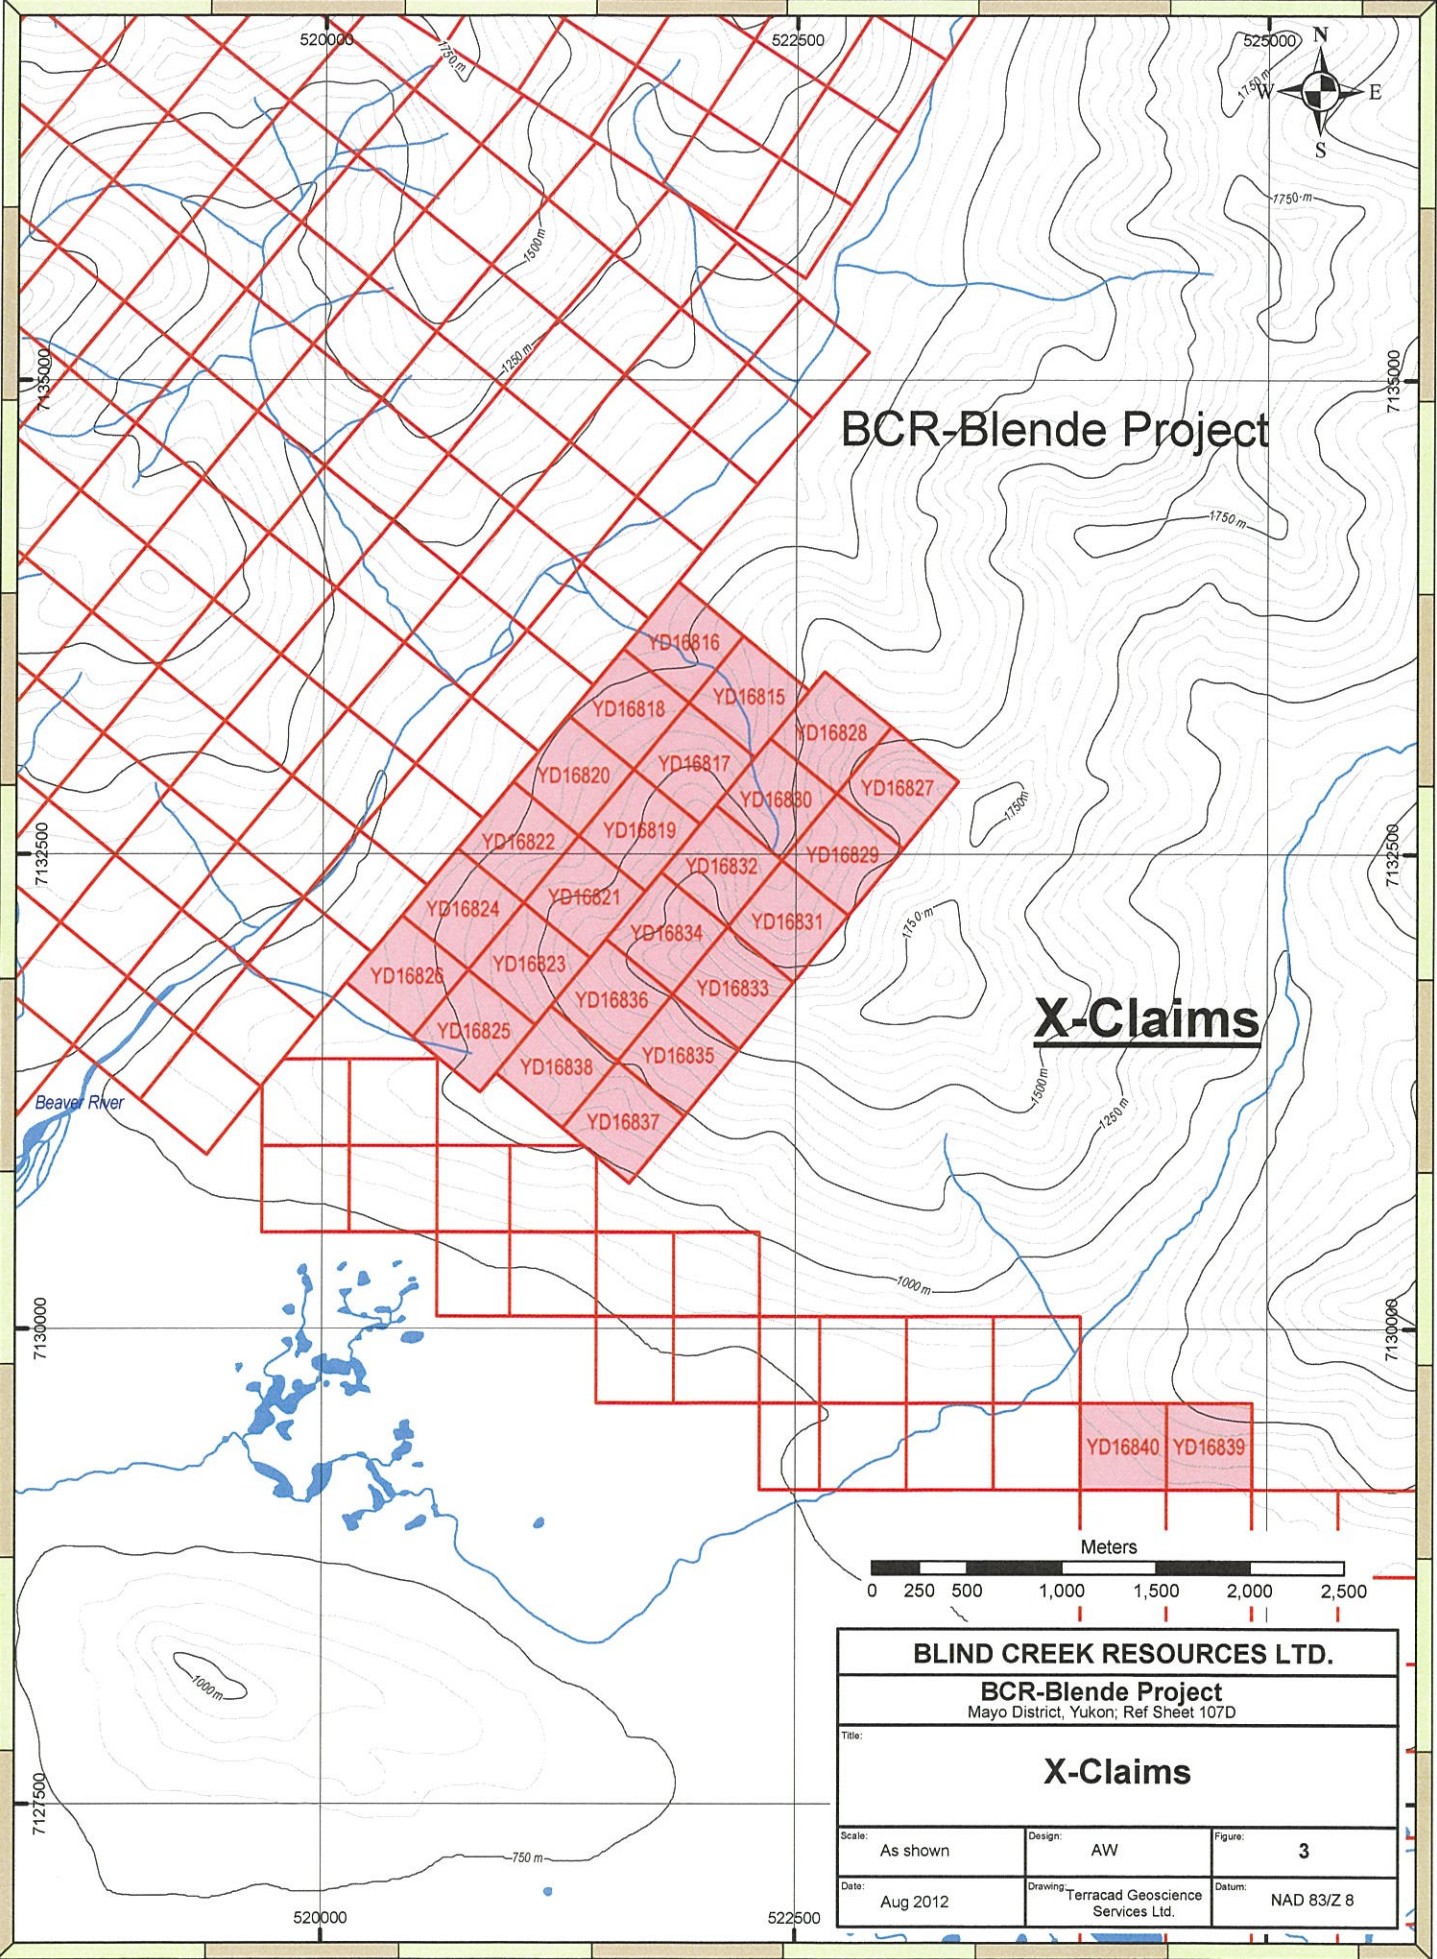 520000
522500
525000
N
W
E
S
1750 m
1750 m
1750 m
1500 m
1250 m
7135000
7135000
BCR-Blende Project
1750 m
YD16816
YD16815
YD16818
YD16828
YD16817
YD16820
YD16827
YD16830
1750m
YD16819
YD16822
YD16829
7132500
7132500
YD16832
YD16821
YD16824
YD16831
1750 m
YD16834
YD16823
YD16826
YD16833
YD16836
X-Claims
YD16825
YD16835
YD16838
1500m
1250 m
YD16837
Beaver River
1000 m
7130000
7130000
YD16840
YD16839
Meters
0 250 500 1,000 1,500 2,000 2,500
BLIND CREEK RESOURCES LTD.
BCR-Blende Project
Mayo District, Yukon; Ref Sheet 107D
Title:
X-Claims
Scale:
As shown
Design:
AW
Figure:
3
Date:
Aug 2012
Drawing:
Terracad Geoscience
Services Ltd.
Datum:
NAD 83/Z 8
1000 m
7127500
750 m
520000
522500